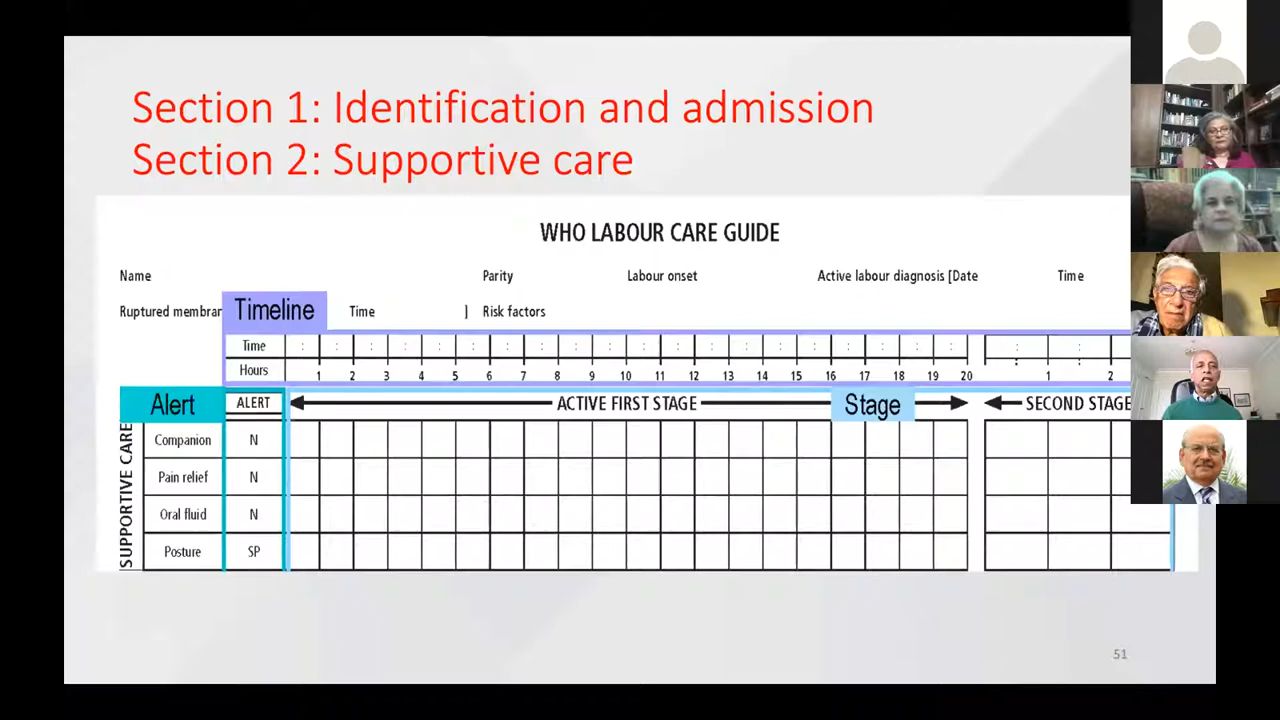 Section 1: Identification and admission
Section 2: Supportive care
WHO LABOUR CARE GUIDE
Name Parity Labour onset Active labour diagnosis [Date Time
Ruptured membran Timeline Time ] Risk factors
Time : : : : : : : : : : : : : : : : : : : : : :
Hours 1 2 3 4 5 6 7 8 9 10 11 12 13 14 15 16 17 18 19 20 1 2
Alert ALERT ACTIVE FIRST STAGE Stage SECOND STAGE
SUPPORTIVE CARE
Companion N
Pain relief N
Oral fluid N
Posture SP
51